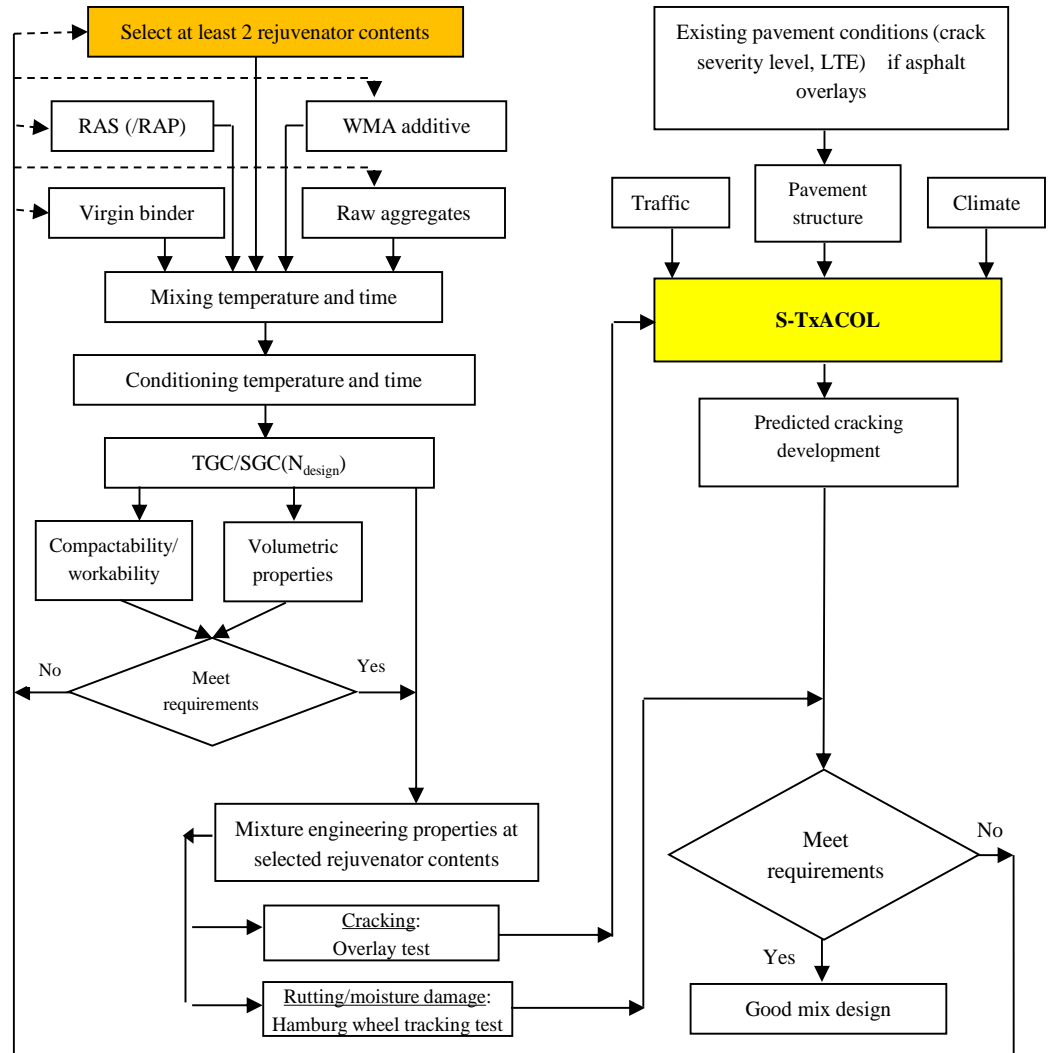 Select at least 2 rejuvenator contents
RAS (/RAP)
WMA additive
Virgin binder
Raw aggregates
Mixing temperature and time
Conditioning temperature and time
TGC/SGC(Ndesign)
Compactability/
workability
Volumetric
properties
No
Yes
Meet
requirements
Mixture engineering properties at
selected rejuvenator contents
Cracking:
Overlay test
Rutting/moisture damage:
Hamburg wheel tracking test
Existing pavement conditions (crack
severity level, LTE) if asphalt
overlays
Traffic
Pavement
structure
Climate
S-TxACOL
Predicted cracking
development
Meet
requirements
No
Yes
Good mix design